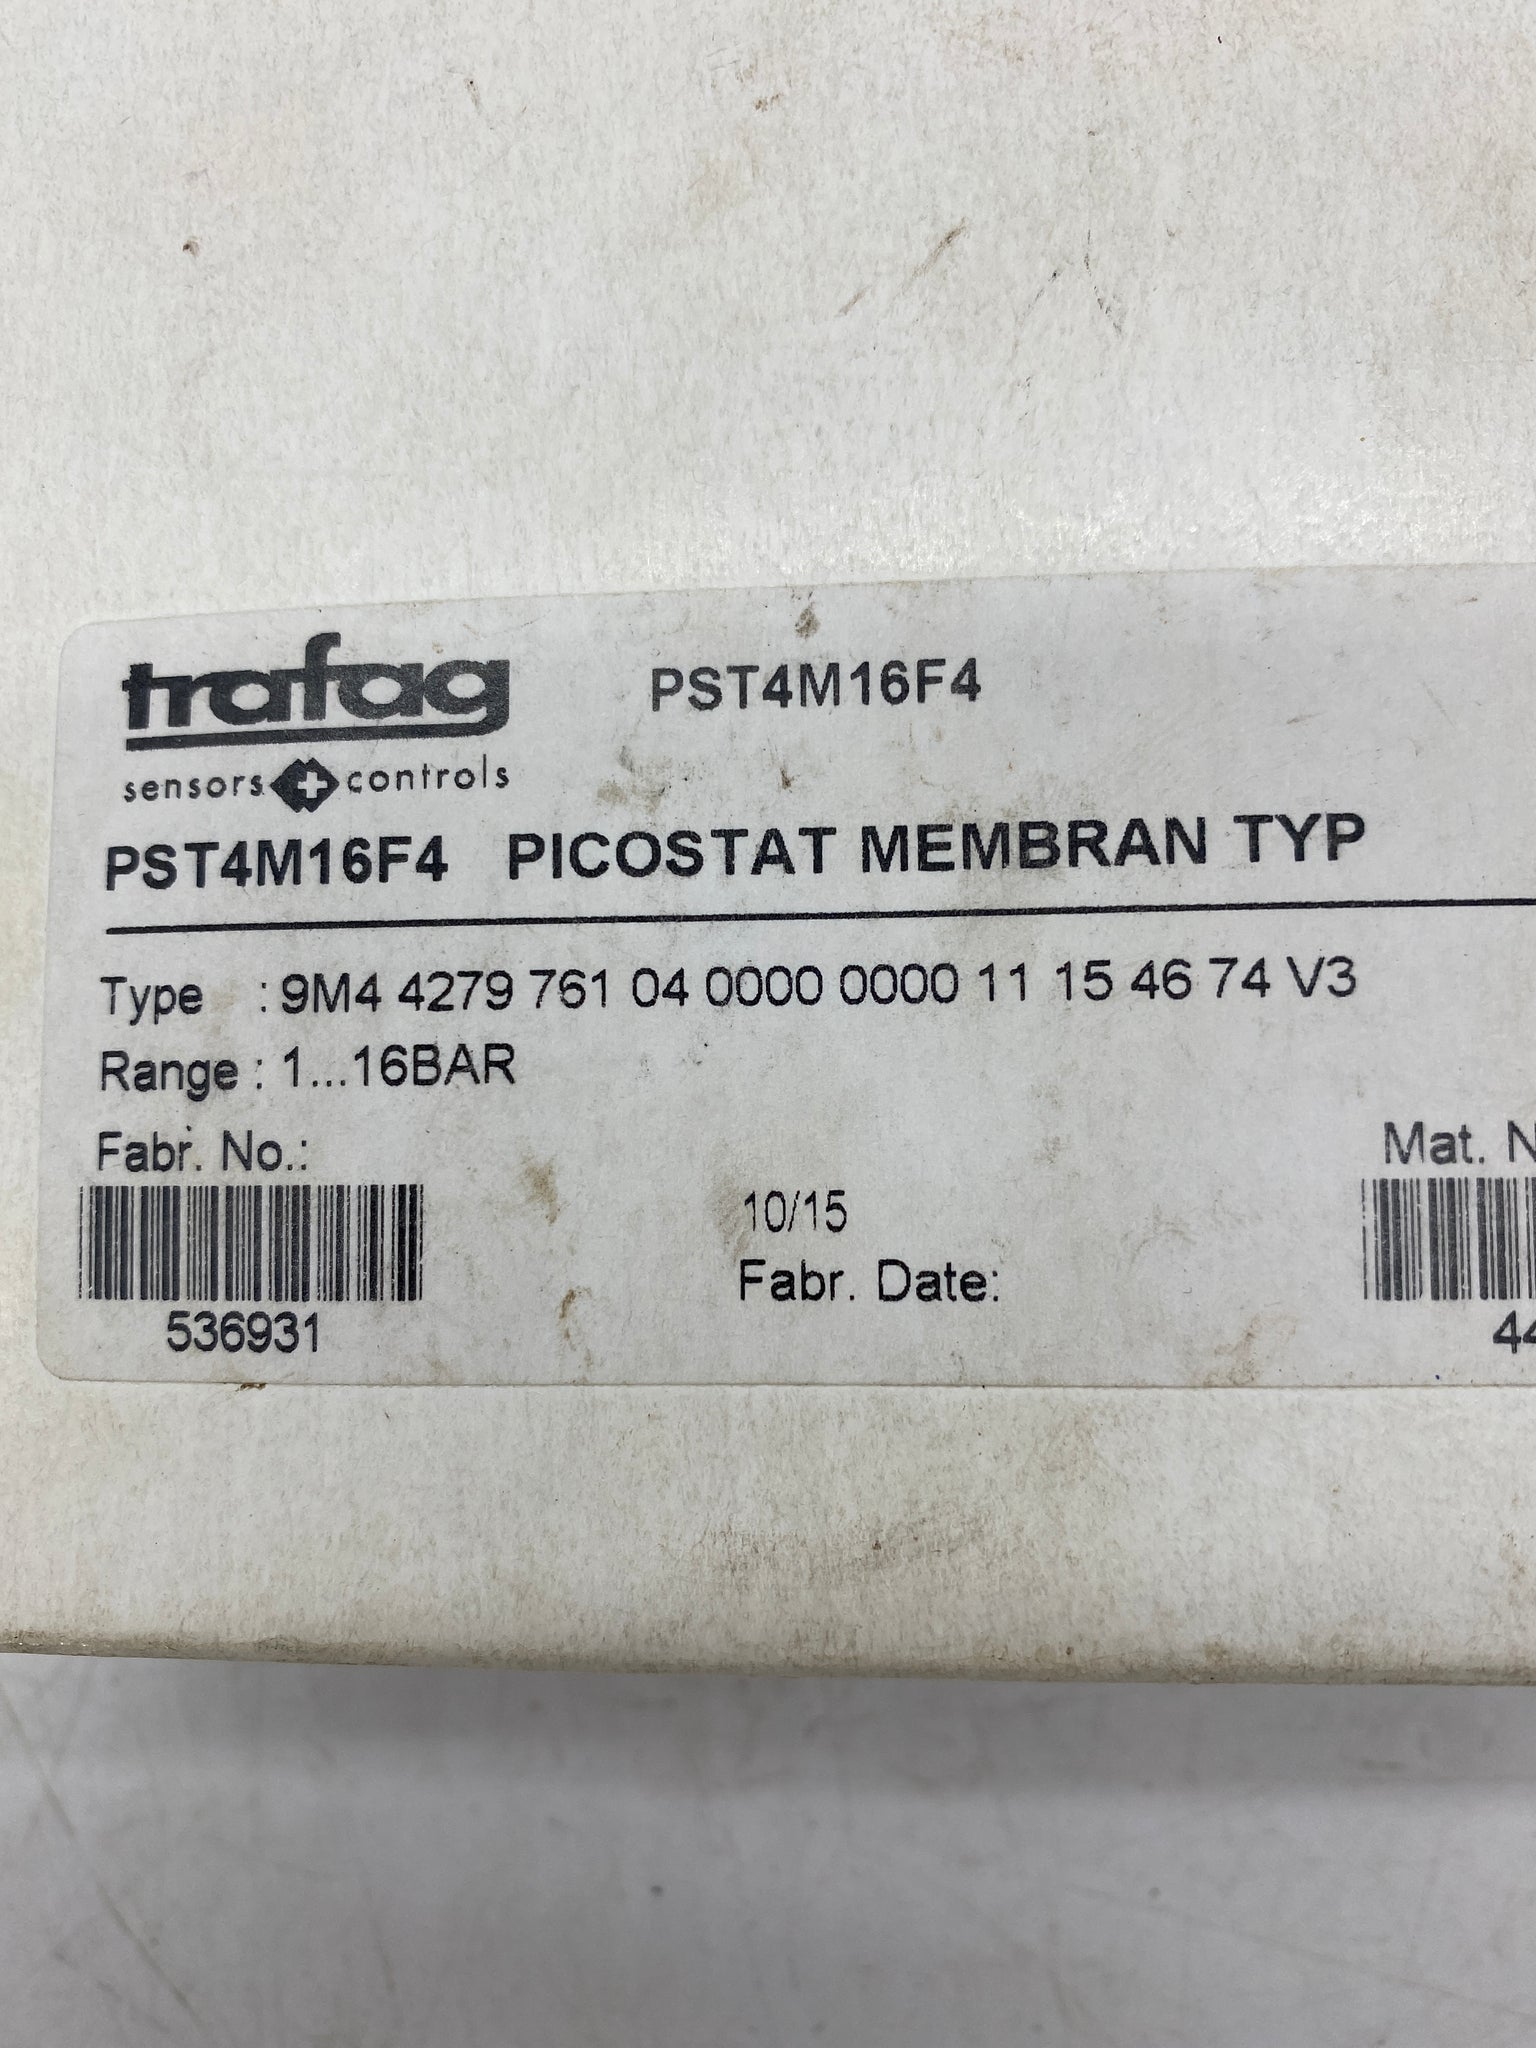 trafag
PST4M16F4
sensors + controls
PST4M16F4 PICOSTAT MEMBRAN TYP
Type : 9M4 4279 761 04 0000 0000 11 15 46 74 V3
Range : 1...16BAR
Fabr. No.:
Mat. N
10/15
Fabr. Date:
536931
44